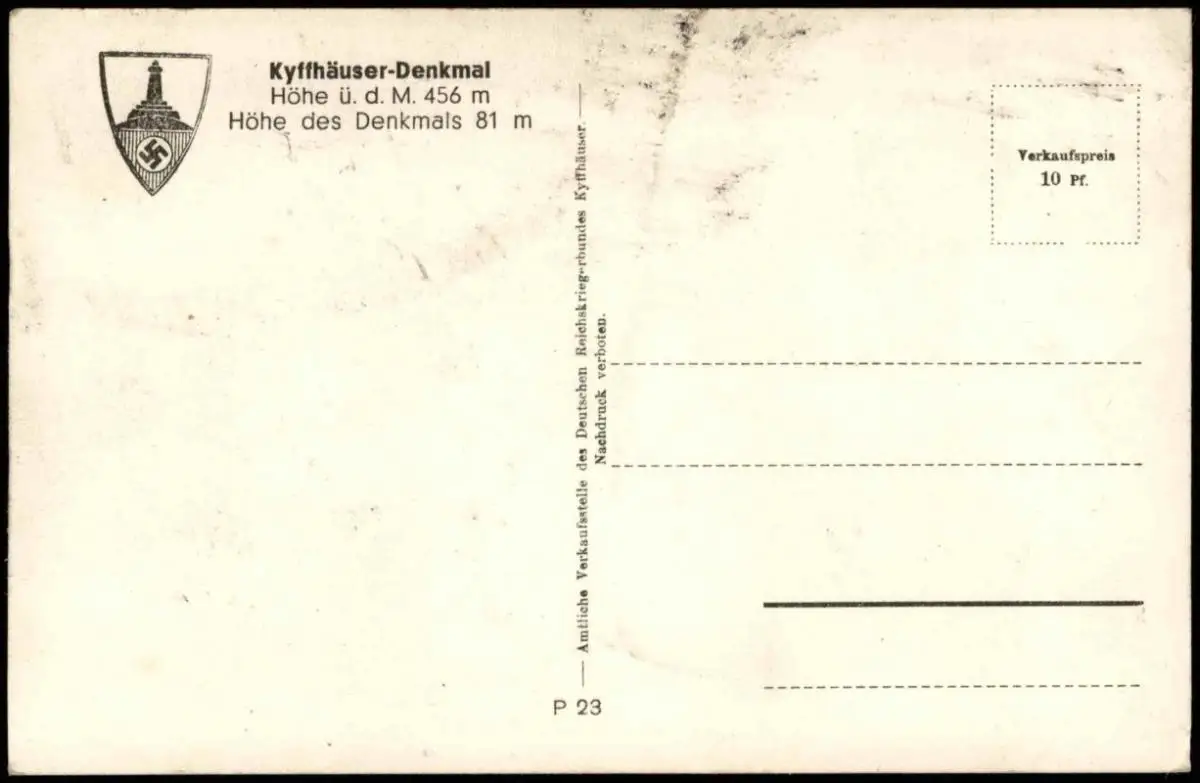 Kyffhäuser-Denkmal
Höhe ü. d. M. 456 m
Höhe des Denkmals 81 m
Verkaufspreis
10 Pf.
Amtliche Verkaufsstelle des Deutschen Reichskriegerbundes Kyffhäuser.
Nachdruck verboten.
P 23